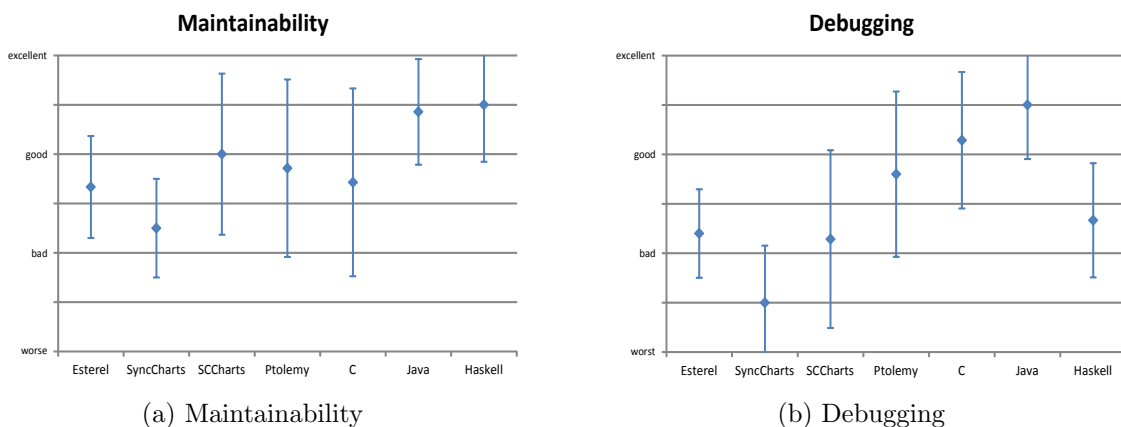 Maintainability
excellent
good
bad
worse
Esterel SyncCharts SCCharts Ptolemy C Java Haskell
(a) Maintainability
Debugging
excellent
good
bad
worst
Esterel SyncCharts SCCharts Ptolemy C Java Haskell
(b) Debugging